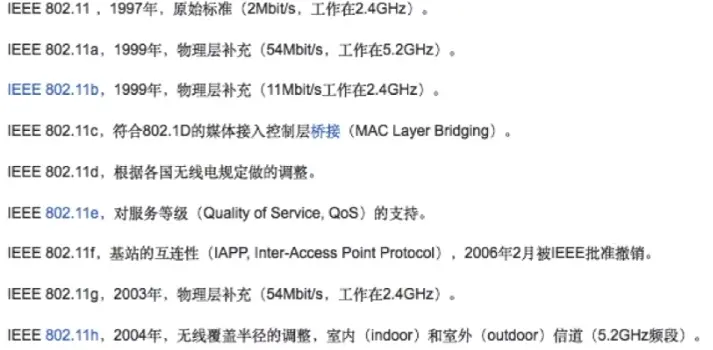 IEEE 802.11，1997年，原始标准（2Mbit/s，工作在2.4GHz）。
IEEE 802.11a，1999年，物理层补充（54Mbit/s，工作在5.2GHz）。
IEEE 802.11b，1999年，物理层补充（11Mbit/s工作在2.4GHz）。
IEEE 802.11c，符合802.1D的媒体接入控制层桥接（MAC Layer Bridging）。
IEEE 802.11d，根据各国无线电规定做的调整。
IEEE 802.11e，对服务等级（Quality of Service, QoS）的支持。
IEEE 802.11f，基站的互连性（IAPP, Inter-Access Point Protocol），2006年2月被IEEE批准撤销。
IEEE 802.11g，2003年，物理层补充（54Mbit/s，工作在2.4GHz）。
IEEE 802.11h，2004年，无线覆盖半径的调整，室内（indoor）和室外（outdoor）信道（5.2GHz频段）。